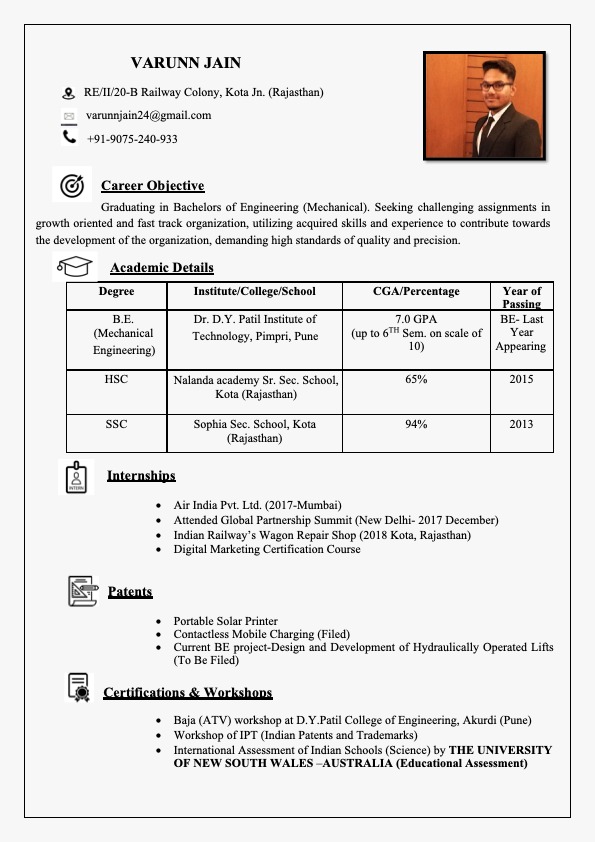 VARUNN JAIN
RE/II/20-B Railway Colony, Kota Jn. (Rajasthan)
varunnjain24@gmail.com
+91-9075-240-933
Career Objective
Graduating in Bachelors of Engineering (Mechanical). Seeking challenging assignments in
growth oriented and fast track organization, utilizing acquired skills and experience to contribute towards
the development of the organization, demanding high standards of quality and precision.
Academic Details
Degree Institute/College/School CGA/Percentage Year of
Passing
B.E. Dr. D.Y. Patil Institute of 7.0 GPA BE- Last
(Mechanical Technology, Pimpri, Pune (up to 6TH Sem. on scale of Year
Engineering) 10) Appearing
HSC Nalanda academy Sr. Sec. School, 65% 2015
Kota (Rajasthan)
SSC Sophia Sec. School, Kota 94% 2013
(Rajasthan)
INTERN
Internships
• Air India Pvt. Ltd. (2017-Mumbai)
• Attended Global Partnership Summit (New Delhi- 2017 December)
• Indian Railway’s Wagon Repair Shop (2018 Kota, Rajasthan)
• Digital Marketing Certification Course
Patents
• Portable Solar Printer
• Contactless Mobile Charging (Filed)
• Current BE project-Design and Development of Hydraulically Operated Lifts
(To Be Filed)
Certifications & Workshops
• Baja (ATV) workshop at D.Y.Patil College of Engineering, Akurdi (Pune)
• Workshop of IPT (Indian Patents and Trademarks)
• International Assessment of Indian Schools (Science) by THE UNIVERSITY
OF NEW SOUTH WALES –AUSTRALIA (Educational Assessment)